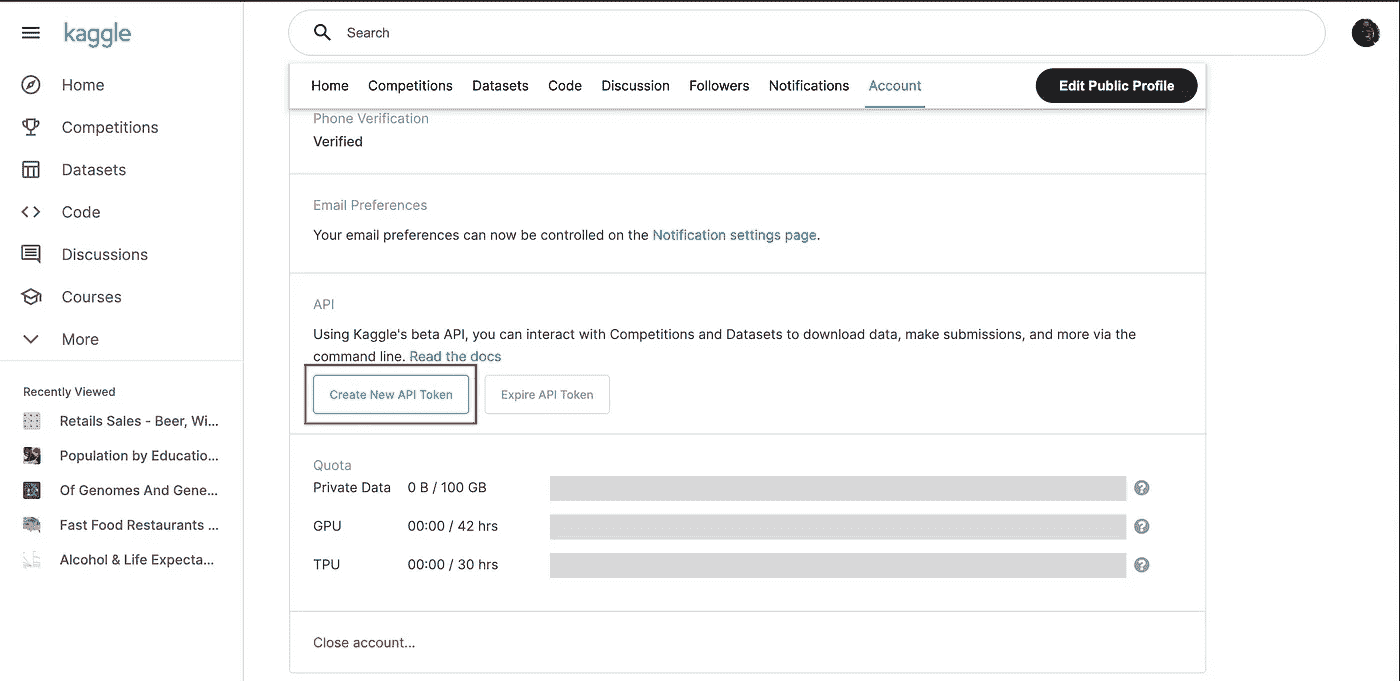 kaggle
Search
Home
Competitions
Datasets
Code
Discussions
Courses
More
Recently Viewed
Retails Sales - Beer, Wi...
Population by Educatio...
Of Genomes And Gene...
Fast Food Restaurants ...
Alcohol & Life Expecta...
Home Competitions Datasets Code Discussion Followers Notifications Account Edit Public Profile
Phone Verification
Verified
Email Preferences
Your email preferences can now be controlled on the Notification settings page.
API
Using Kaggle's beta API, you can interact with Competitions and Datasets to download data, make submissions, and more via the
command line. Read the docs
Create New API Token Expire API Token
Quota
Private Data 0 B / 100 GB ?
GPU 00:00 / 42 hrs ?
TPU 00:00 / 30 hrs ?
Close account...